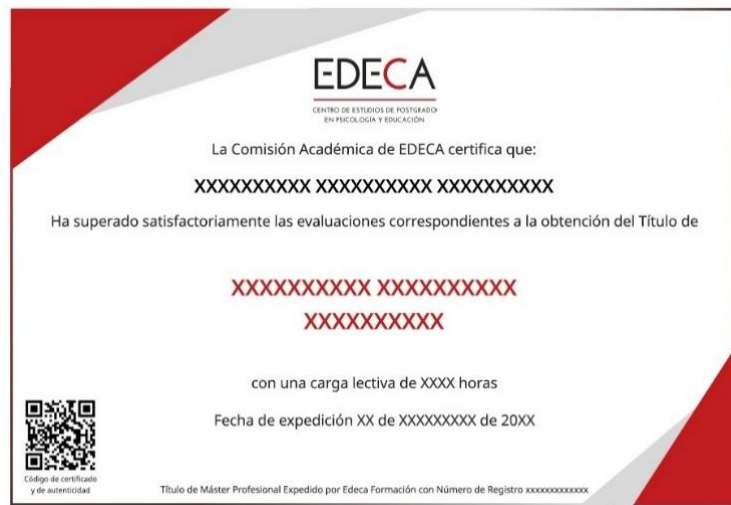 EDECA
CENTRO DE ESTUDIOS DE POSTGRADO
EN PSICOLOGÍA Y EDUCACIÓN
La Comisión Académica de EDECA certifica que:
XXXXXXXXXX XXXXXXXXXX XXXXXXXXXX
Ha superado satisfactoriamente las evaluaciones correspondientes a la obtención del Título de
XXXXXXXXXX XXXXXXXXXX
XXXXXXXXXX
con una carga lectiva de XXXX horas
Fecha de expedición XX de XXXXXXXXX de 20XX
Código de certificado
y de autenticidad
Título de Máster Profesional Expedido por Edeca Formación con Número de Registro xxxxxxxxxxxxx